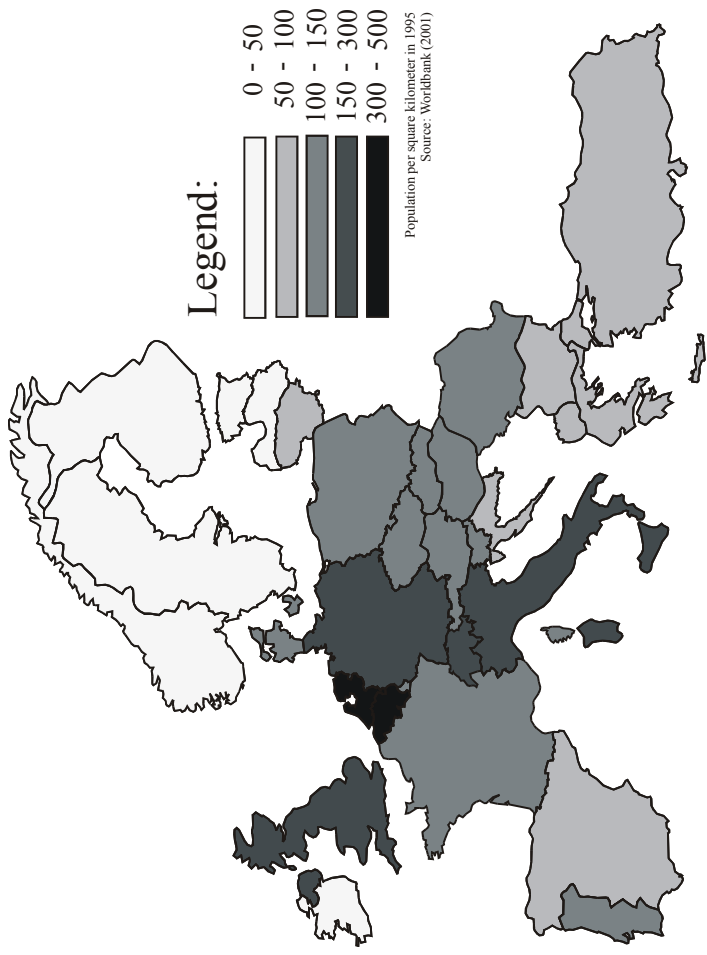 Legend:
0 - 50
50 - 100
100 - 150
150 - 300
300 - 500
Population per square kilometer in 1995
Source: Worldbank (2001)